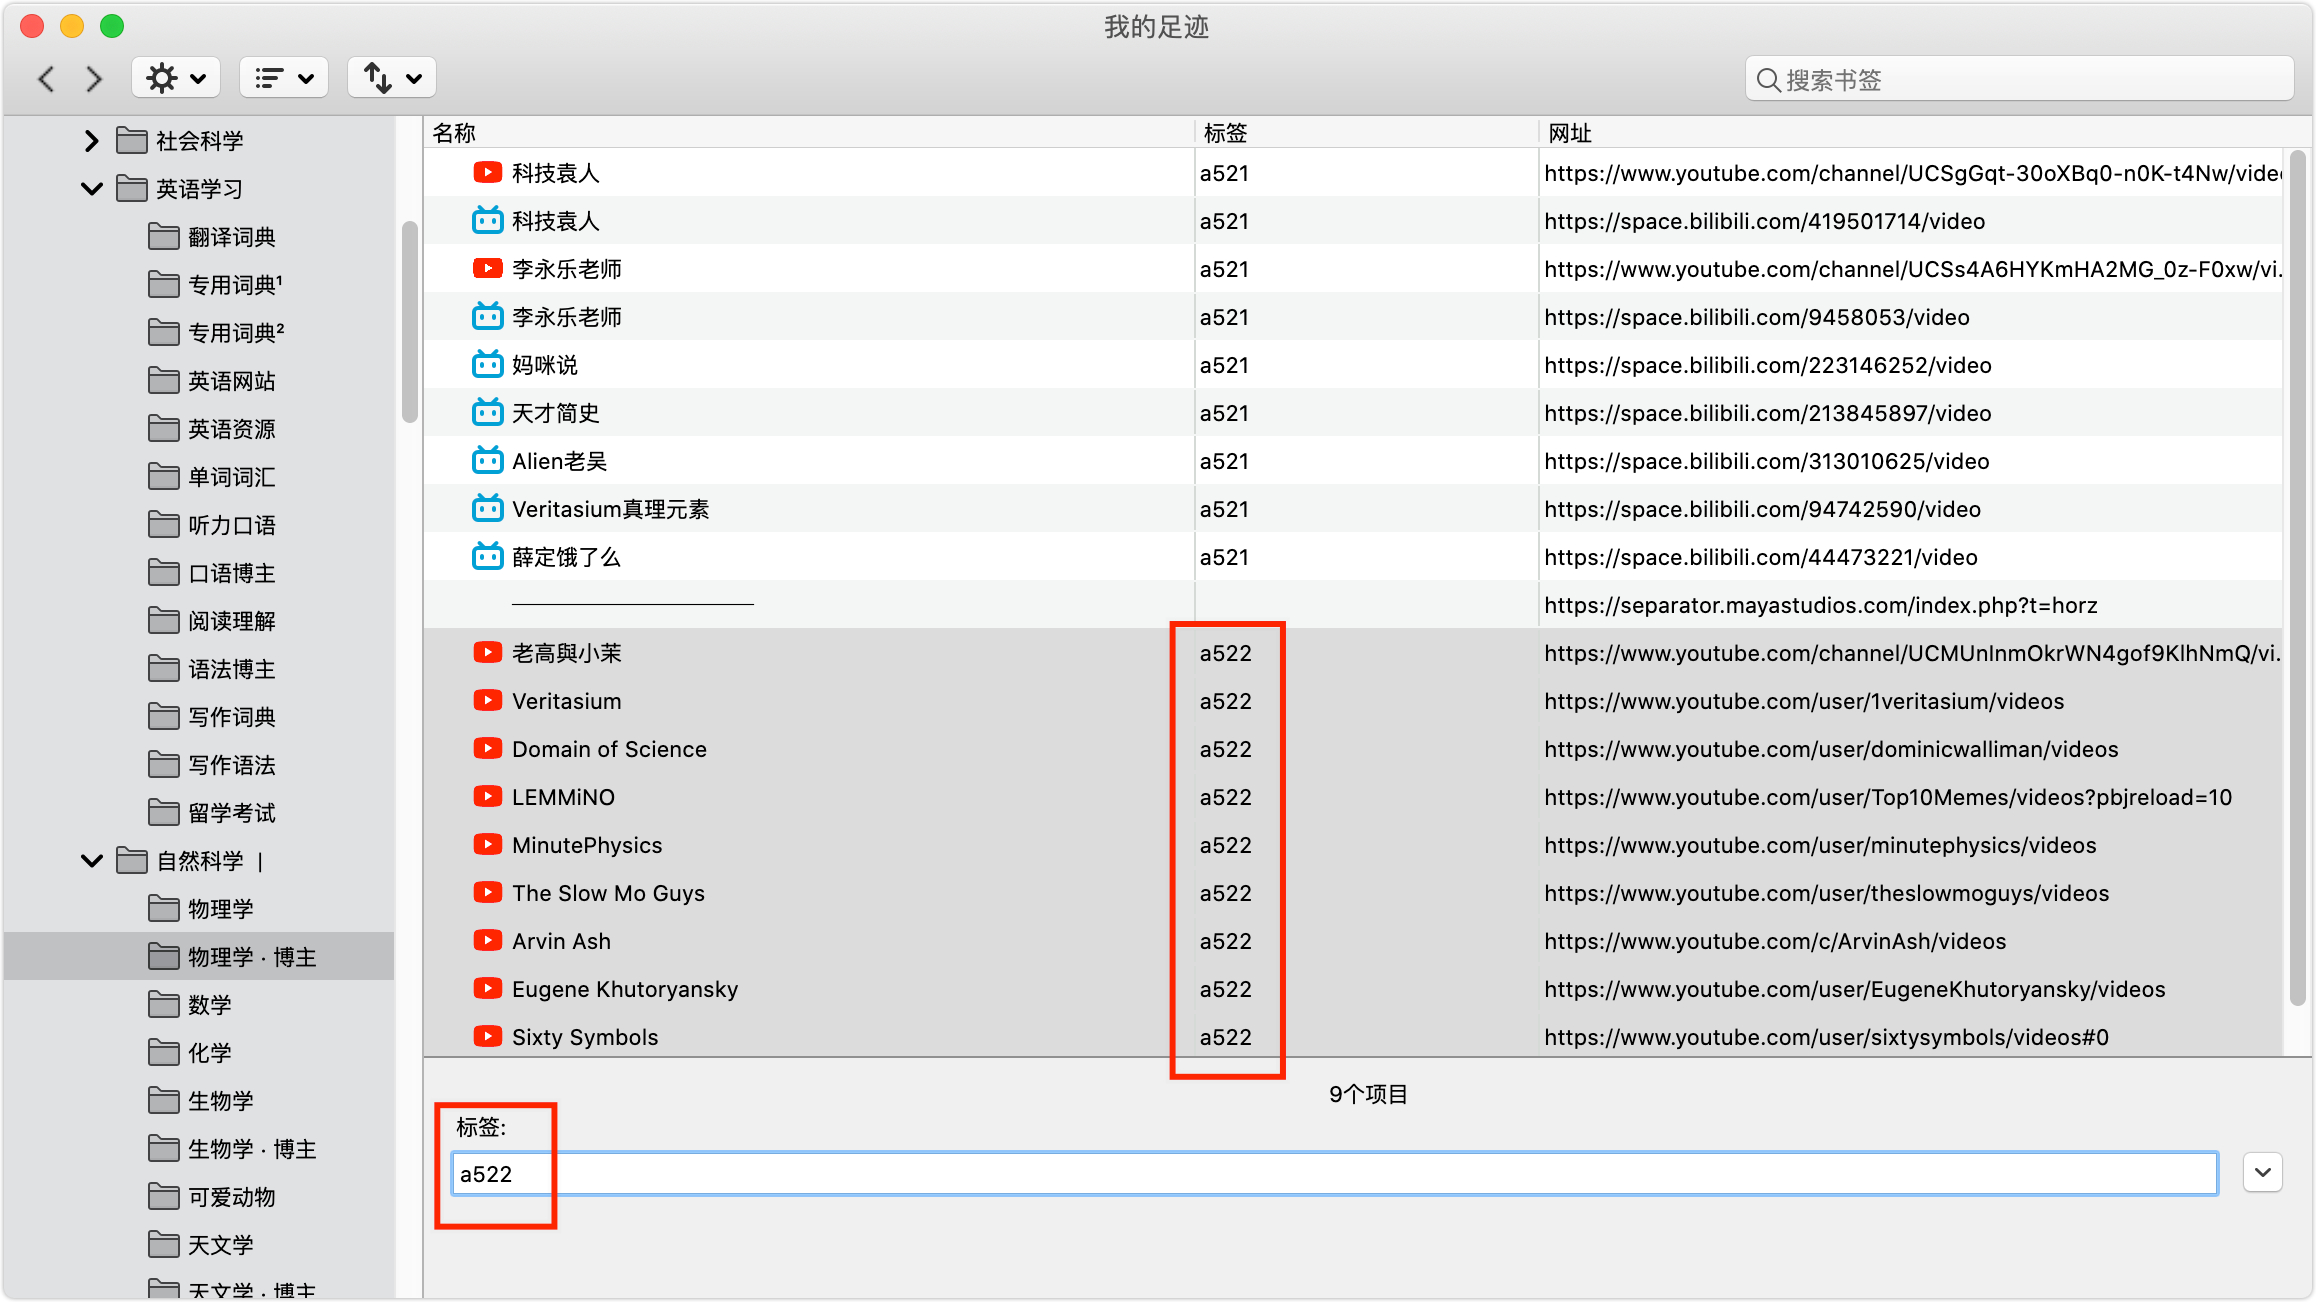 我的足迹
搜索书签
社会科学
英语学习
翻译词典
专用词典¹
专用词典²
英语网站
英语资源
单词词汇
听力口语
口语博主
阅读理解
语法博主
写作词典
写作语法
留学考试
自然科学 |
物理学
物理学 · 博主
数学
化学
生物学
生物学 · 博主
可爱动物
天文学
天文学 · 博主
名称 标签 网址
科技袁人 a521 https://www.youtube.com/channel/UCSgGqt-30oXBq0-n0K-t4Nw/vide
科技袁人 a521 https://space.bilibili.com/419501714/video
李永乐老师 a521 https://www.youtube.com/channel/UCSs4A6HYKmHA2MG_0z-F0xw/vi.
李永乐老师 a521 https://space.bilibili.com/9458053/video
妈咪说 a521 https://space.bilibili.com/223146252/video
天才简史 a521 https://space.bilibili.com/213845897/video
Alien老吴 a521 https://space.bilibili.com/313010625/video
Veritasium真理元素 a521 https://space.bilibili.com/94742590/video
薛定饿了么 a521 https://space.bilibili.com/44473221/video
https://separator.mayastudios.com/index.php?t=horz
老高與小茉 a522 https://www.youtube.com/channel/UCMUnInmOkrWN4gof9KlhNmQ/vi.
Veritasium a522 https://www.youtube.com/user/1veritasium/videos
Domain of Science a522 https://www.youtube.com/user/dominicwalliman/videos
LEMMiNO a522 https://www.youtube.com/user/Top10Memes/videos?pbjreload=10
MinutePhysics a522 https://www.youtube.com/user/minutephysics/videos
The Slow Mo Guys a522 https://www.youtube.com/user/theslowmoguys/videos
Arvin Ash a522 https://www.youtube.com/c/ArvinAsh/videos
Eugene Khutoryansky a522 https://www.youtube.com/user/EugeneKhutoryansky/videos
Sixty Symbols a522 https://www.youtube.com/user/sixtysymbols/videos#0
9个项目
标签:
a522